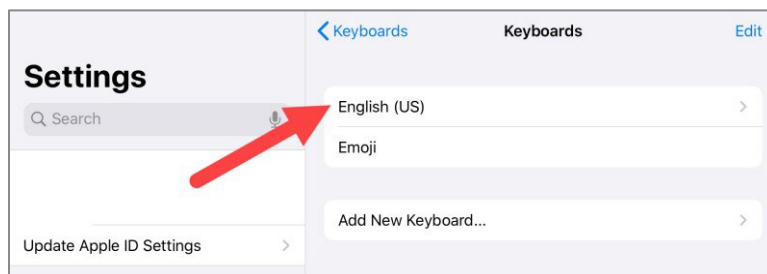 Settings
Search
Update Apple ID Settings
Keyboards
Keyboards
Edit
English (US)
Emoji
Add New Keyboard...